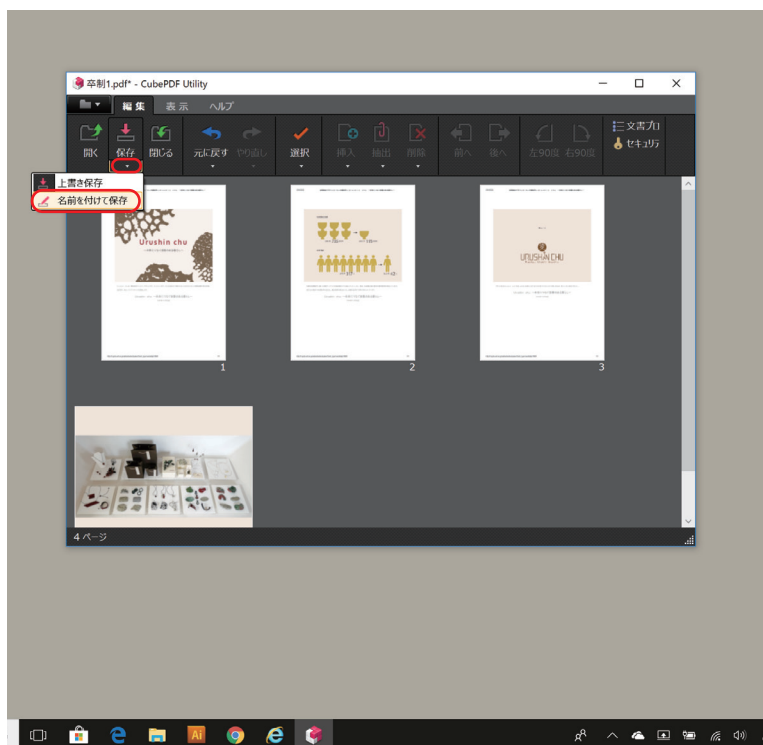 卒制1.pdf* - CubePDF Utility
編集 表示 ヘルプ
開く 保存 閉じる 元に戻す やり直し 選択 挿入 抽出 削除 前へ 後へ 左90度 右90度
文書プロ
セキュリテ
上書き保存
名前を付けて保存
Urushin chu
URUSHIN CHU
1 2 3
4 ページ
Ai